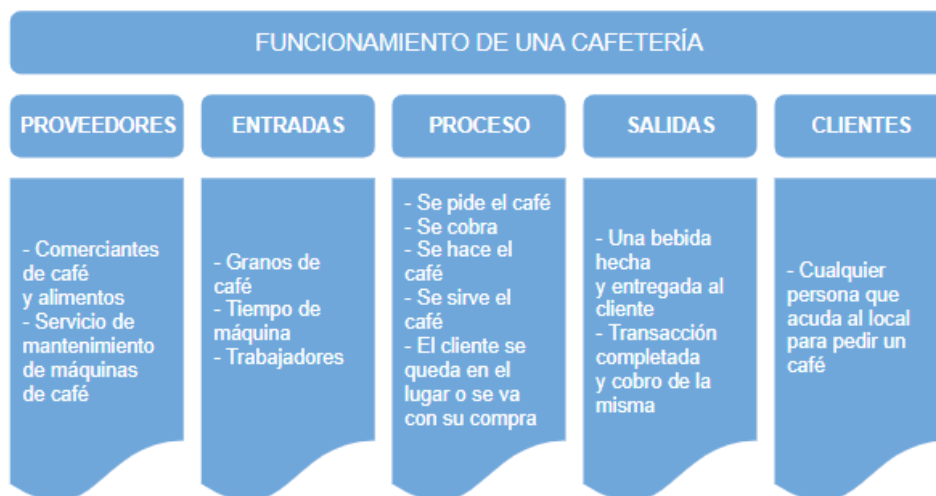 FUNCIONAMIENTO DE UNA CAFETERÍA
PROVEEDORES
- Comerciantes
de café
y alimentos
- Servicio de
mantenimiento
de máquinas
de café
ENTRADAS
- Granos de
café
- Tiempo de
máquina
- Trabajadores
PROCESO
- Se pide el café
- Se cobra
- Se hace el
café
- Se sirve el
café
- El cliente se
queda en el
lugar o se va
con su compra
SALIDAS
- Una bebida
hecha
y entregada al
cliente
- Transacción
completada
y cobro de la
misma
CLIENTES
- Cualquier
persona que
acuda al local
para pedir un
café